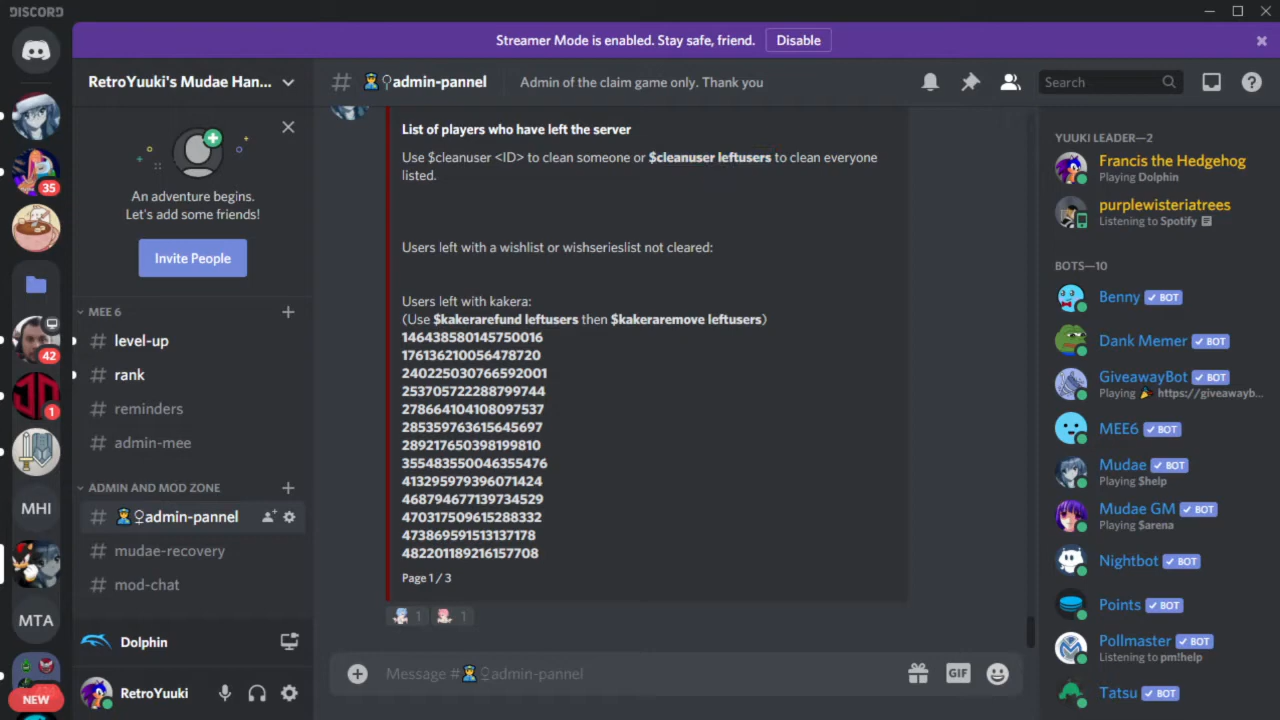 DISCORD
Streamer Mode is enabled. Stay safe, friend.
Disable
RetroYuuki's Mudae Han...
admin-pannel
Admin of the claim game only. Thank you
Search
35
42
1
MHI
MTA
NEW
An adventure begins.
Let's add some friends!
Invite People
MEE 6
# level-up
# rank
# reminders
# admin-mee
ADMIN AND MOD ZONE
# admin-pannel
# mudae-recovery
# mod-chat
Dolphin
RetroYuuki
List of players who have left the server
Use $cleanuser <ID> to clean someone or $cleanuser leftusers to clean everyone
listed.
Users left with a wishlist or wishserieslist not cleared:
Users left with kakera:
(Use $kakerarefund leftusers then $kakeraremove leftusers)
146438580145750016
176136210056478720
240225030766592001
253705722288799744
278664104108097537
285359763615645697
289217650398199810
355483550046355476
413295979396071424
468794677139734529
470317509615288332
473869591513137178
482201189216157708
Page 1 / 3
1
1
Message #admin-pannel
GIF
YUUKI LEADER—2
Francis the Hedgehog
Playing Dolphin
purplewisteriatrees
Listening to Spotify
BOTS—10
Benny ✓ BOT
Dank Memer ✓ BOT
GiveawayBot ✓ BOT
Playing 🎉 https://giveawayb...
MEE6 ✓ BOT
Mudae ✓ BOT
Playing $help
Mudae GM ✓ BOT
Playing $arena
Nightbot ✓ BOT
Points ✓ BOT
Pollmaster ✓ BOT
Listening to pm!help
Tatsu ✓ BOT